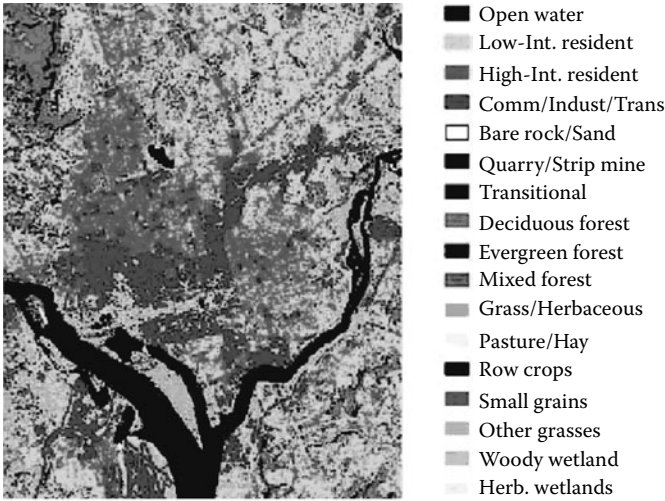 Open water
Low-Int. resident
High-Int. resident
Comm/Indust/Trans
Bare rock/Sand
Quarry/Strip mine
Transitional
Deciduous forest
Evergreen forest
Mixed forest
Grass/Herbaceous
Pasture/Hay
Row crops
Small grains
Other grasses
Woody wetland
Herb. wetlands